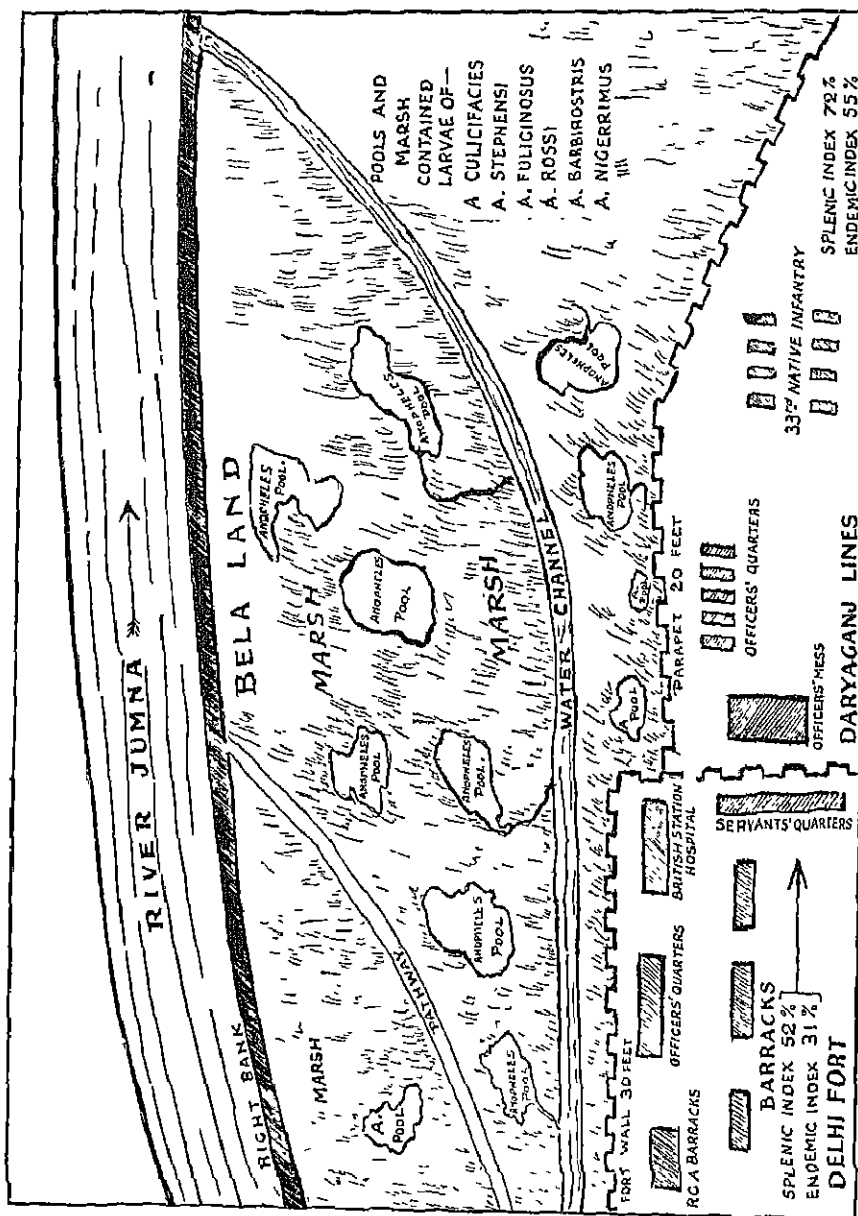 RIVER JUMNA
RIGHT BANK
BELA LAND
MARSH
MARSH
MARSH
PATHWAY
WATER CHANNEL
A.
POOL
ANOPHELES
POOL
ANOPHELES
POOL
ANOPHELES
POOL
ANOPHELES
POOL
ANOPHELES
POOL
ANOPHELES
POOL.
ANOPHELES
POOL
ANOPHELES
POOL
ANOPHELES
POOL
A
POOL
A
POOL
POOLS AND
MARSH
CONTAINED
LARVAE OF—
A CULICIFACIES
A. STEPHENSI
A. FULIGINOSUS
A. ROSSI
A. BARBIROSTRIS
A. NIGERRIMUS
FORT WALL 30 FEET
R.G.A BARRACKS
OFFICERS' QUARTERS
BRITISH STATION
HOSPITAL
SERVANTS' QUARTERS
BARRACKS
SPLENIC INDEX 52%
ENDEMIC INDEX 31%
DELHI FORT
PARAPET 20 FEET
OFFICERS' MESS
OFFICERS' QUARTERS
DARYAGANJ LINES
33RD NATIVE INFANTRY
SPLENIC INDEX 72%
ENDEMIC INDEX 55%